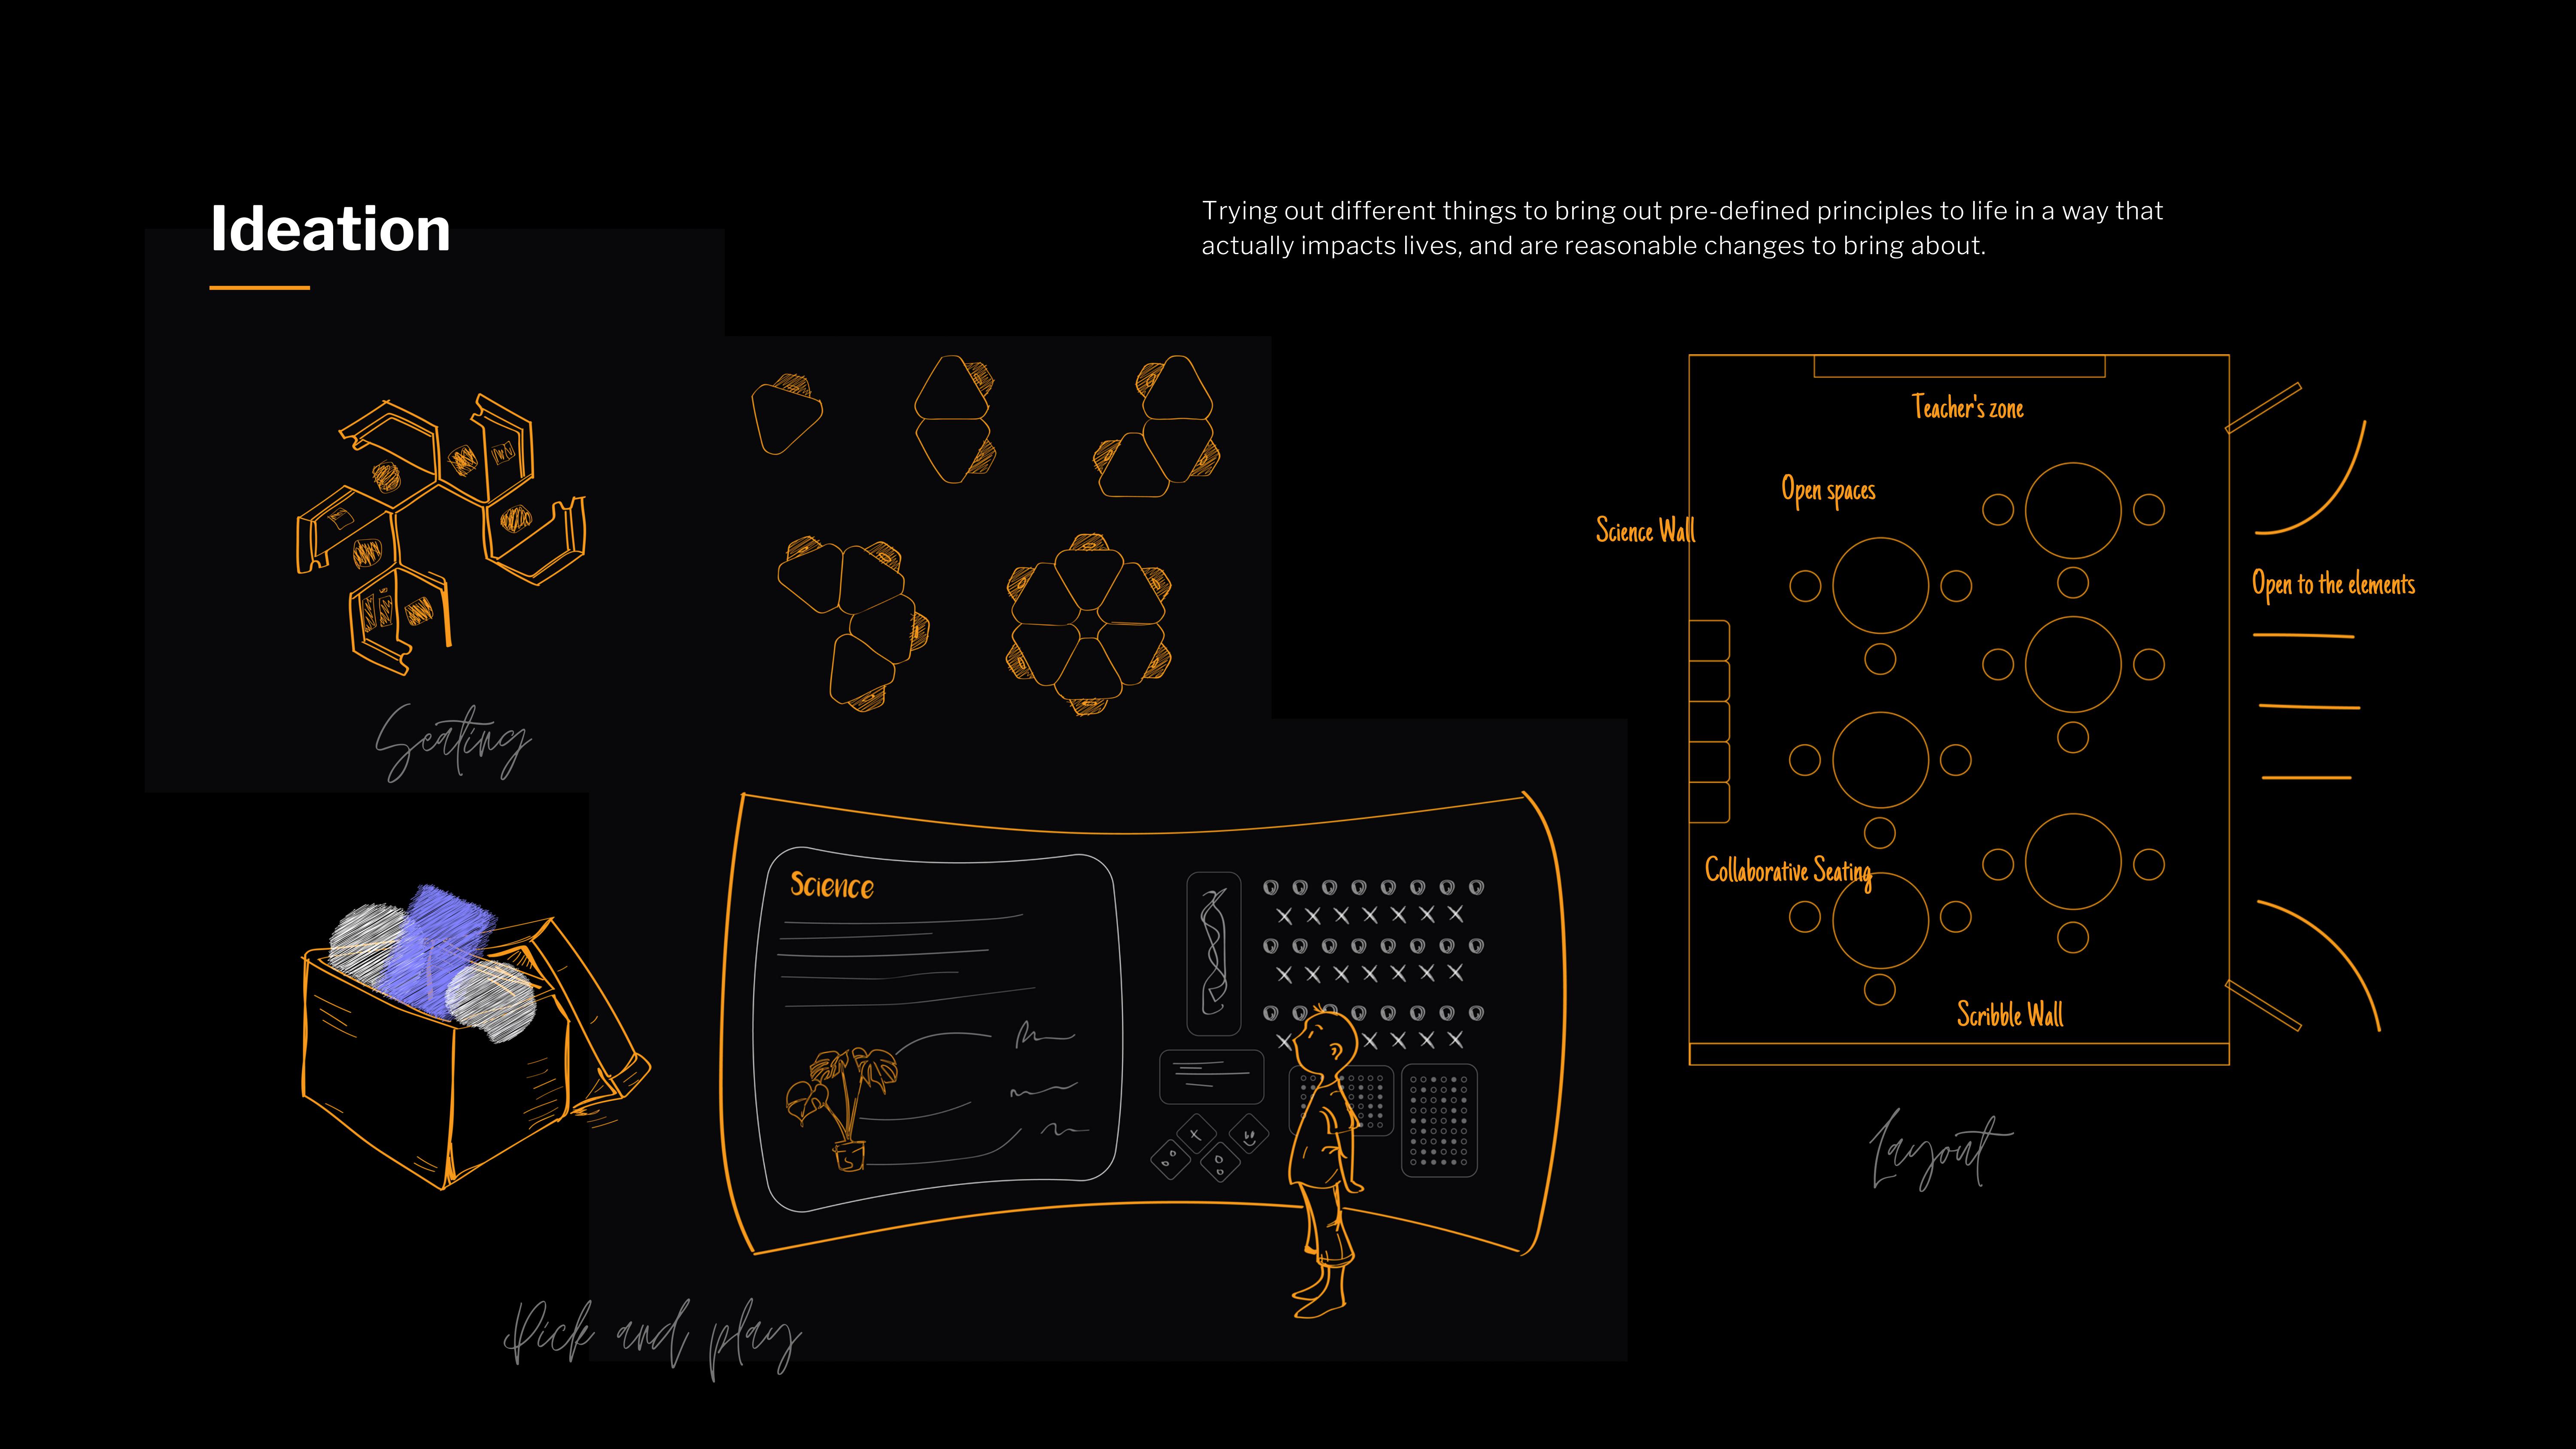 Ideation
Trying out different things to bring out pre-defined principles to life in a way that
actually impacts lives, and are reasonable changes to bring about.
Seating
Science
Pick and play
Teacher's zone
Open spaces
Science Wall
Open to the elements
Collaborative Seating
Scribble Wall
Layout